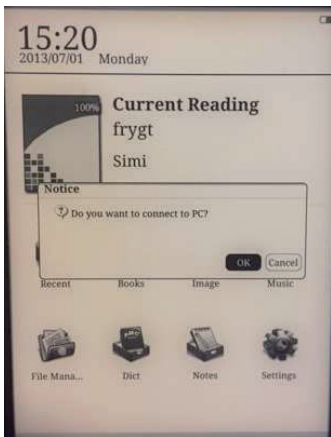 15:20
2013/07/01 Monday
100%
Current Reading
frygt
Simi
Notice
Do you want to connect to PC?
OK Cancel
Recent Books Image Music
File Mana... Dict Notes Settings